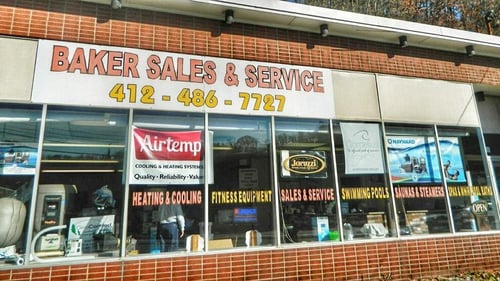 BAKER SALES & SERVICE
412 - 486 - 7727
Airtemp
COOLING & HEATING SYSTEMS
Quality · Reliability · Value
Jacuzzi
HAYWARD
HEATING & COOLING
FITNESS EQUIPMENT
SALES & SERVICE
SWIMMING POOLS
SAUNAS & STEAMERS
OPEN